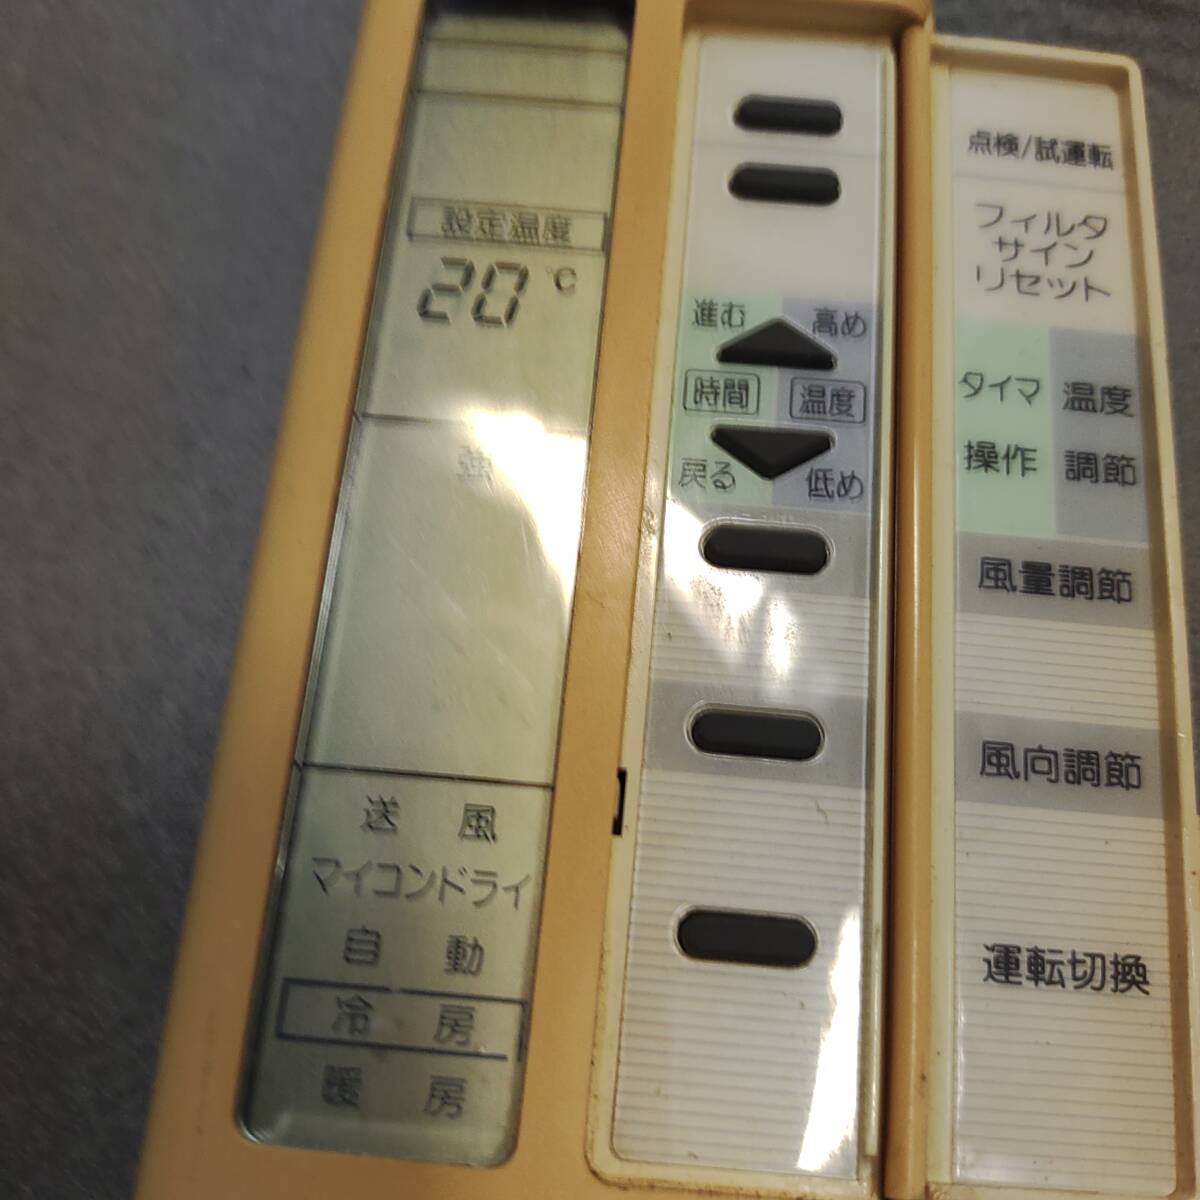 設定温度
20 °C
強
送風
マイコンドライ
自動
冷房
暖房
進む 高め
時間 温度
戻る 低め
点検/試運転
フィルタ
サイン
リセット
タイマ 温度
操作 調節
風量調節
風向調節
運転切換